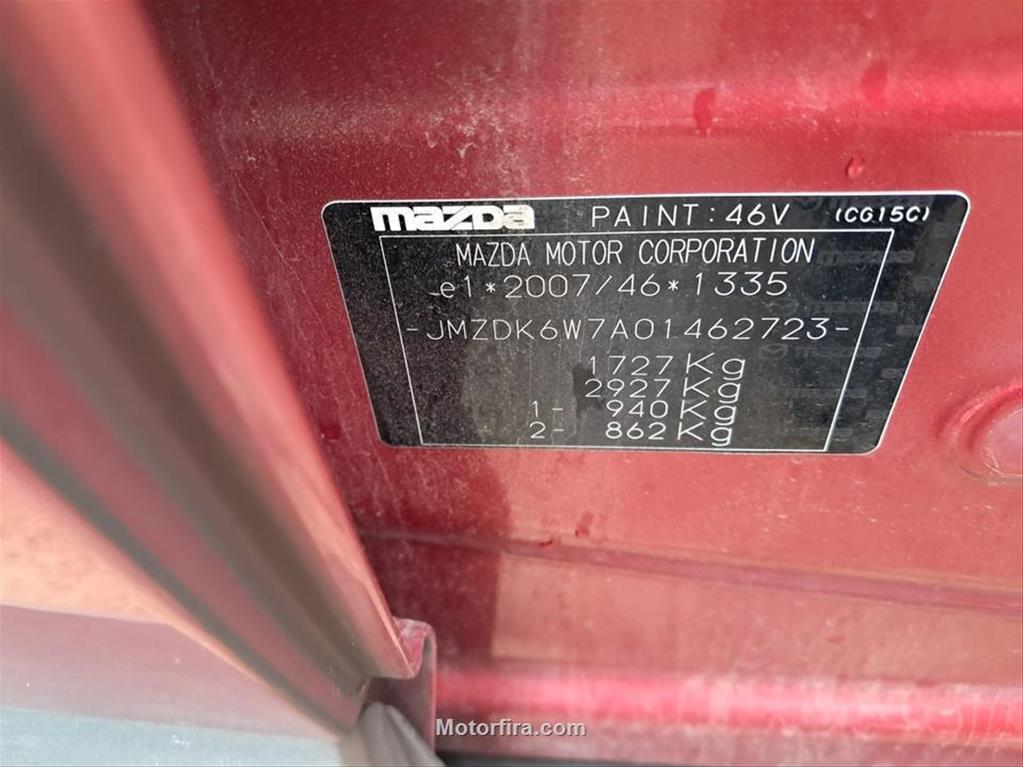 mazda PAINT: 46V (CG15C)
MAZDA MOTOR CORPORATION
e1*2007/46*1335
-JMZDK6W7A01462723-
1727Kg
2927Kg
1- 940Kg
2- 862Kg
Motorfira.com